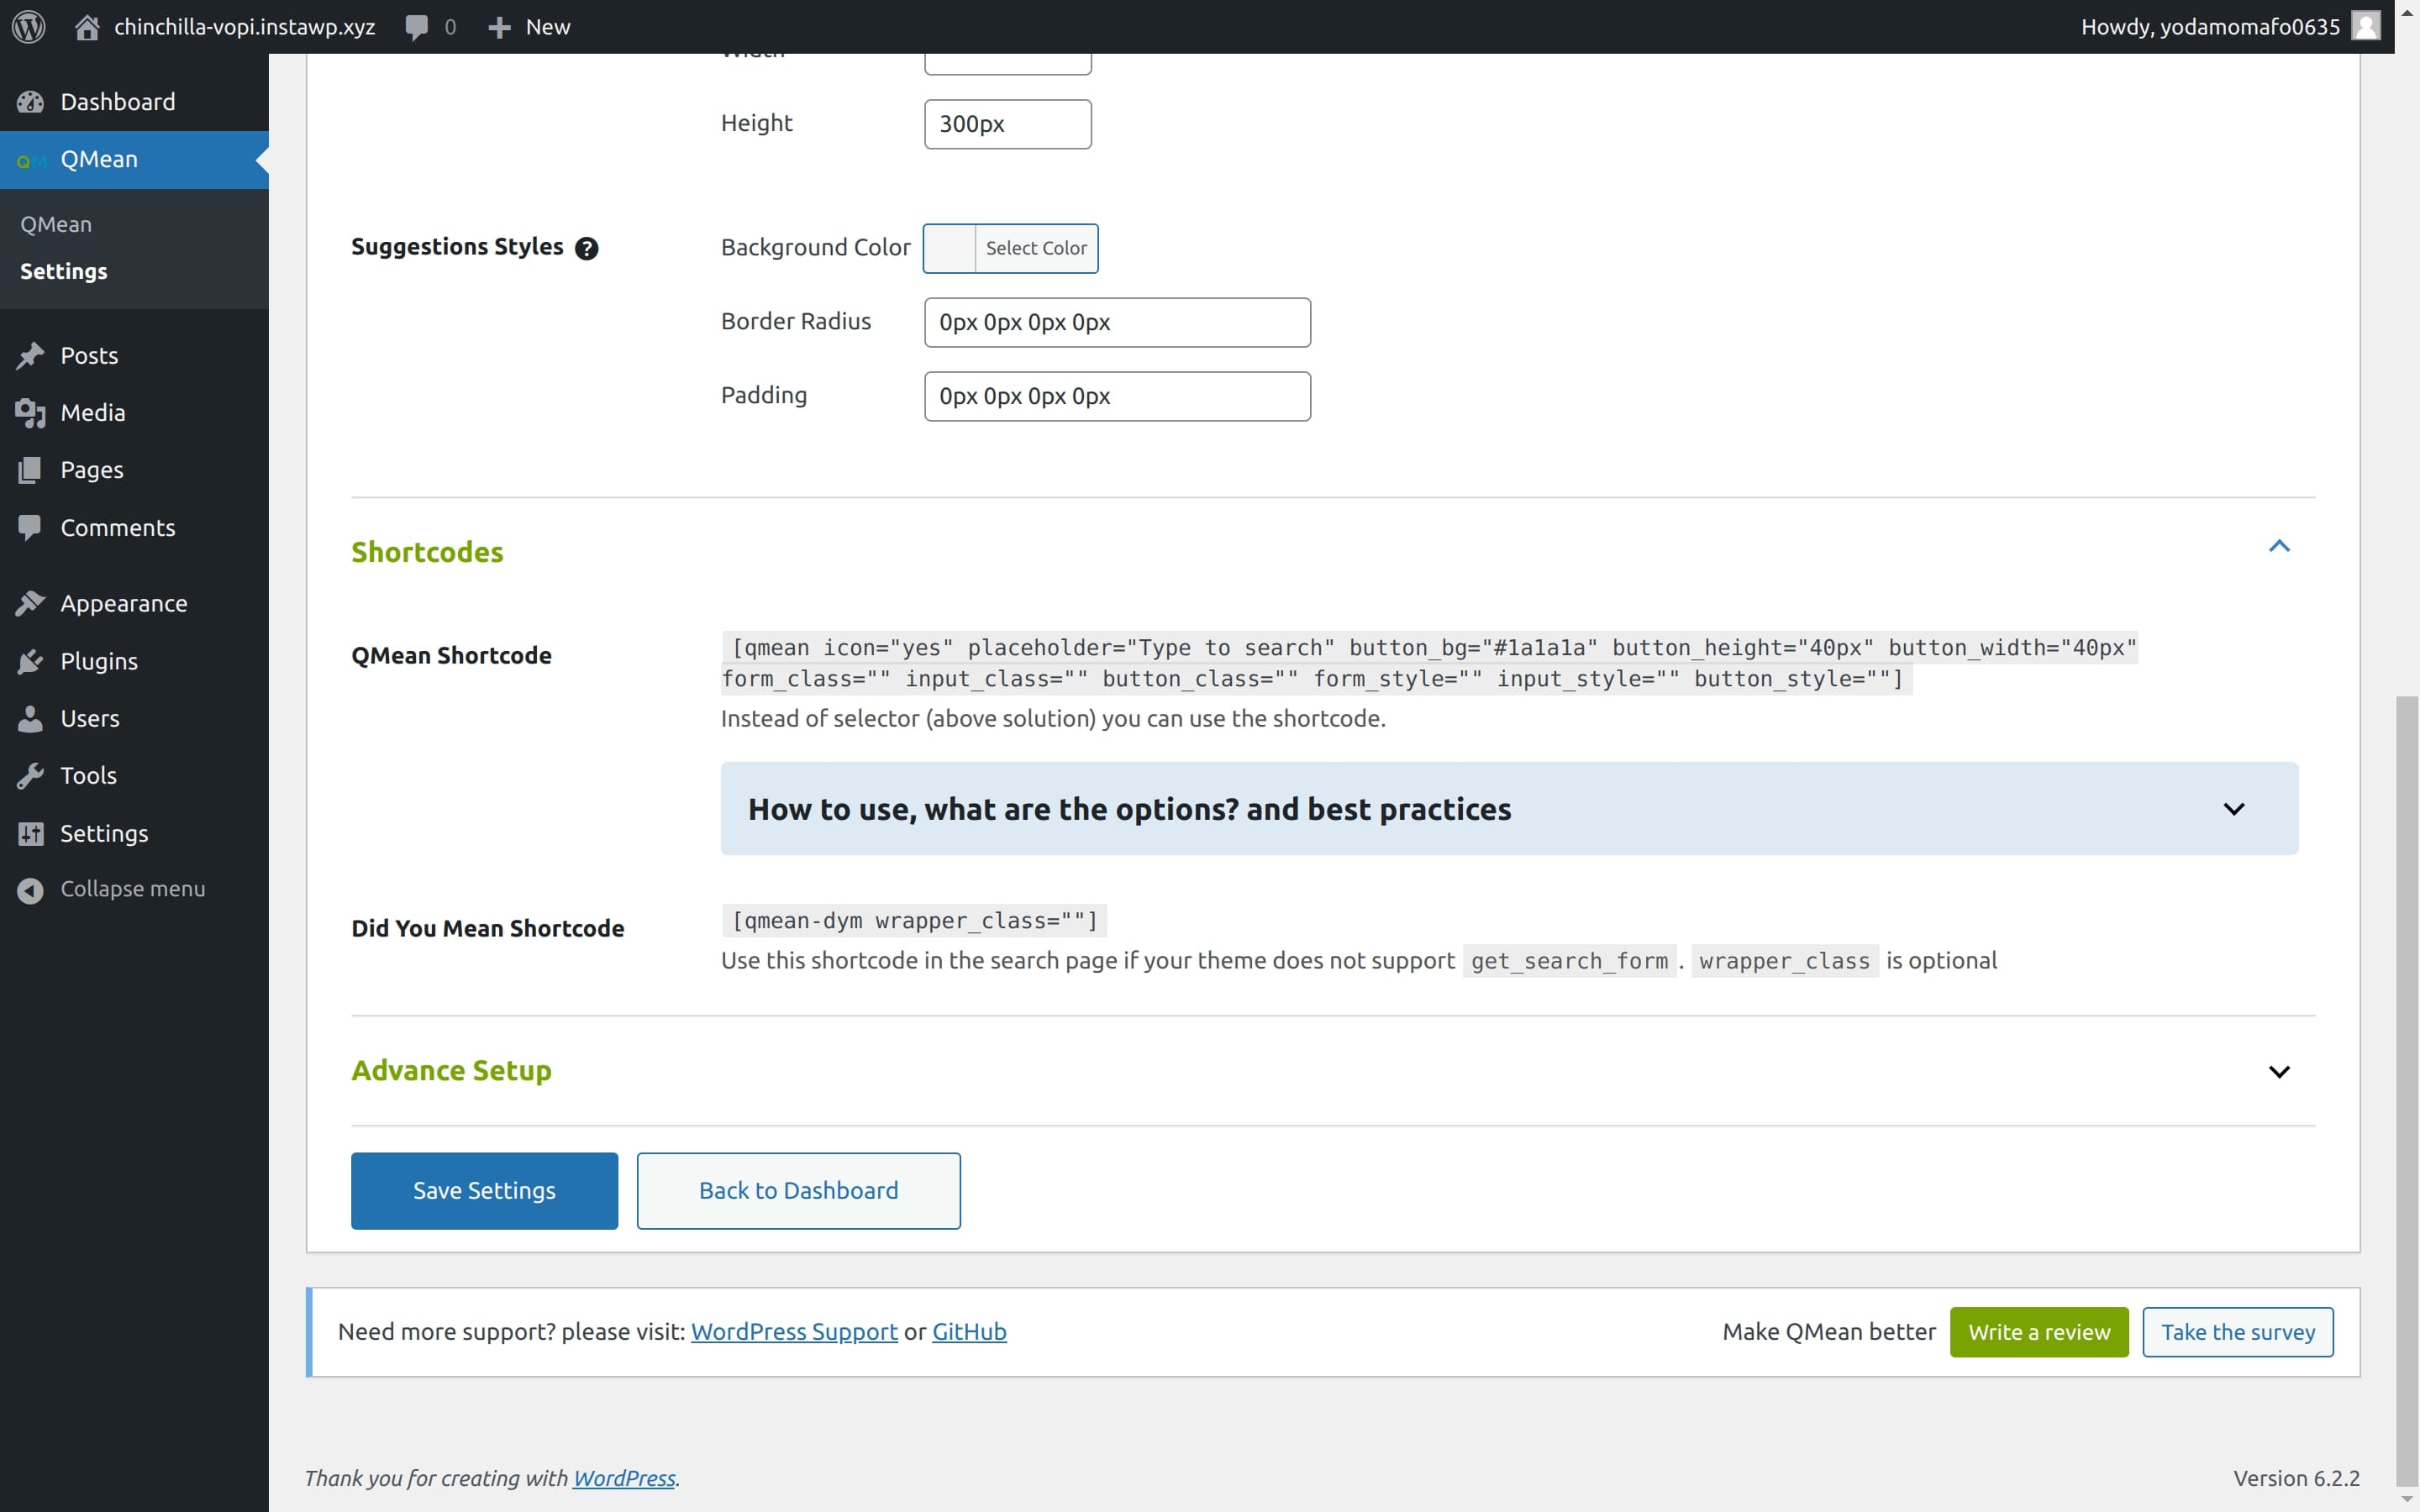 chinchilla-vopi.instawp.xyz 0 New Howdy, yodamomafo0635
Dashboard
QM QMean
QMean
Settings
Posts
Media
Pages
Comments
Appearance
Plugins
Users
Tools
Settings
Collapse menu
Width
Height 300px
Suggestions Styles ? Background Color Select Color
Border Radius 0px 0px 0px 0px
Padding 0px 0px 0px 0px
Shortcodes
QMean Shortcode
[qmean icon="yes" placeholder="Type to search" button_bg="#1a1a1a" button_height="40px" button_width="40px"
form_class="" input_class="" button_class="" form_style="" input_style="" button_style=""]
Instead of selector (above solution) you can use the shortcode.
How to use, what are the options? and best practices
Did You Mean Shortcode
[qmean-dym wrapper_class=""]
Use this shortcode in the search page if your theme does not support get_search_form . wrapper_class is optional
Advance Setup
Save Settings Back to Dashboard
Need more support? please visit: WordPress Support or GitHub Make QMean better Write a review Take the survey
Thank you for creating with WordPress. Version 6.2.2